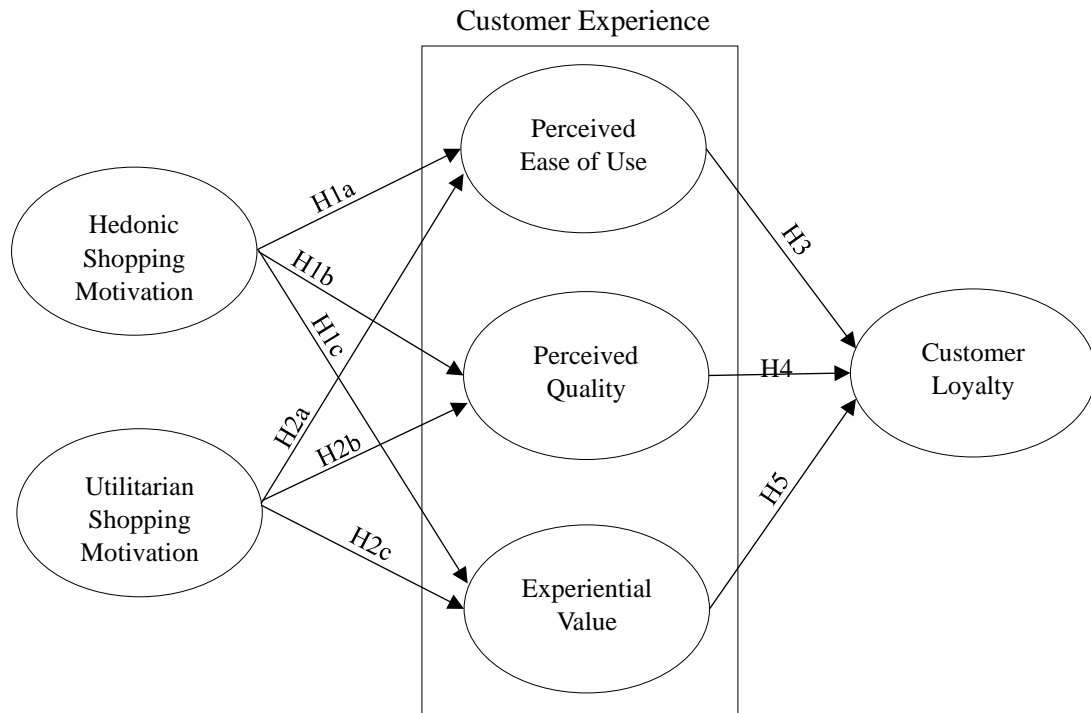 Customer Experience
Perceived
Ease of Use
Hedonic
Shopping
Motivation
H1a
H1b
H1c
H3
Perceived
Quality
Customer
Loyalty
H4
H2a
H2b
H2c
Utilitarian
Shopping
Motivation
H5
Experiential
Value